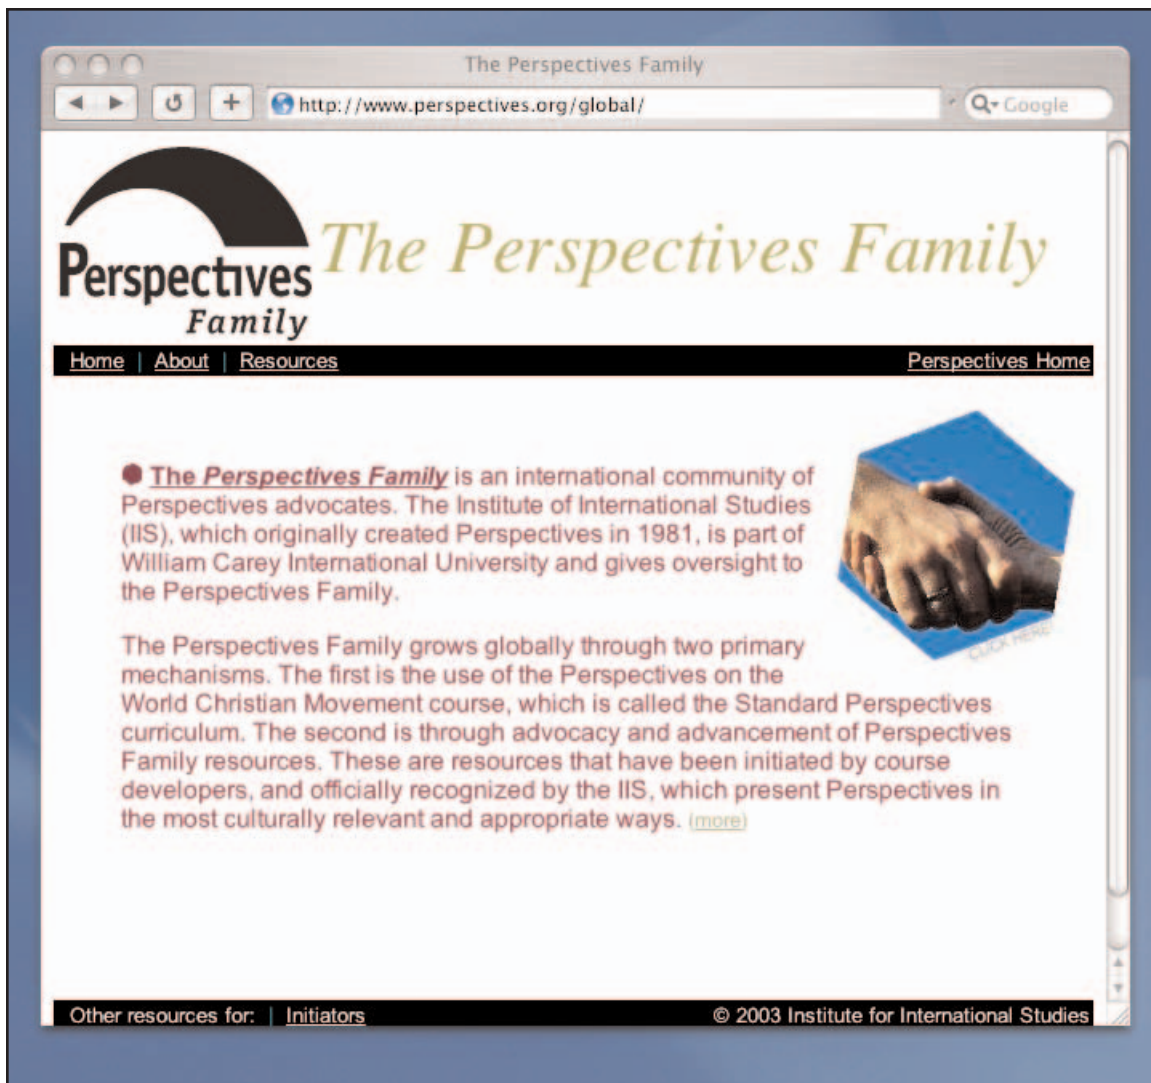 The Perspectives Family
http://www.perspectives.org/global/
Google
Perspectives
Family
The Perspectives Family
Home | About | Resources
Perspectives Home
The Perspectives Family is an international community of
Perspectives advocates. The Institute of International Studies
(IIS), which originally created Perspectives in 1981, is part of
William Carey International University and gives oversight to
the Perspectives Family.
CLICK HERE
The Perspectives Family grows globally through two primary
mechanisms. The first is the use of the Perspectives on the
World Christian Movement course, which is called the Standard Perspectives
curriculum. The second is through advocacy and advancement of Perspectives
Family resources. These are resources that have been initiated by course
developers, and officially recognized by the IIS, which present Perspectives in
the most culturally relevant and appropriate ways. (more)
Other resources for: | Initiators
© 2003 Institute for International Studies